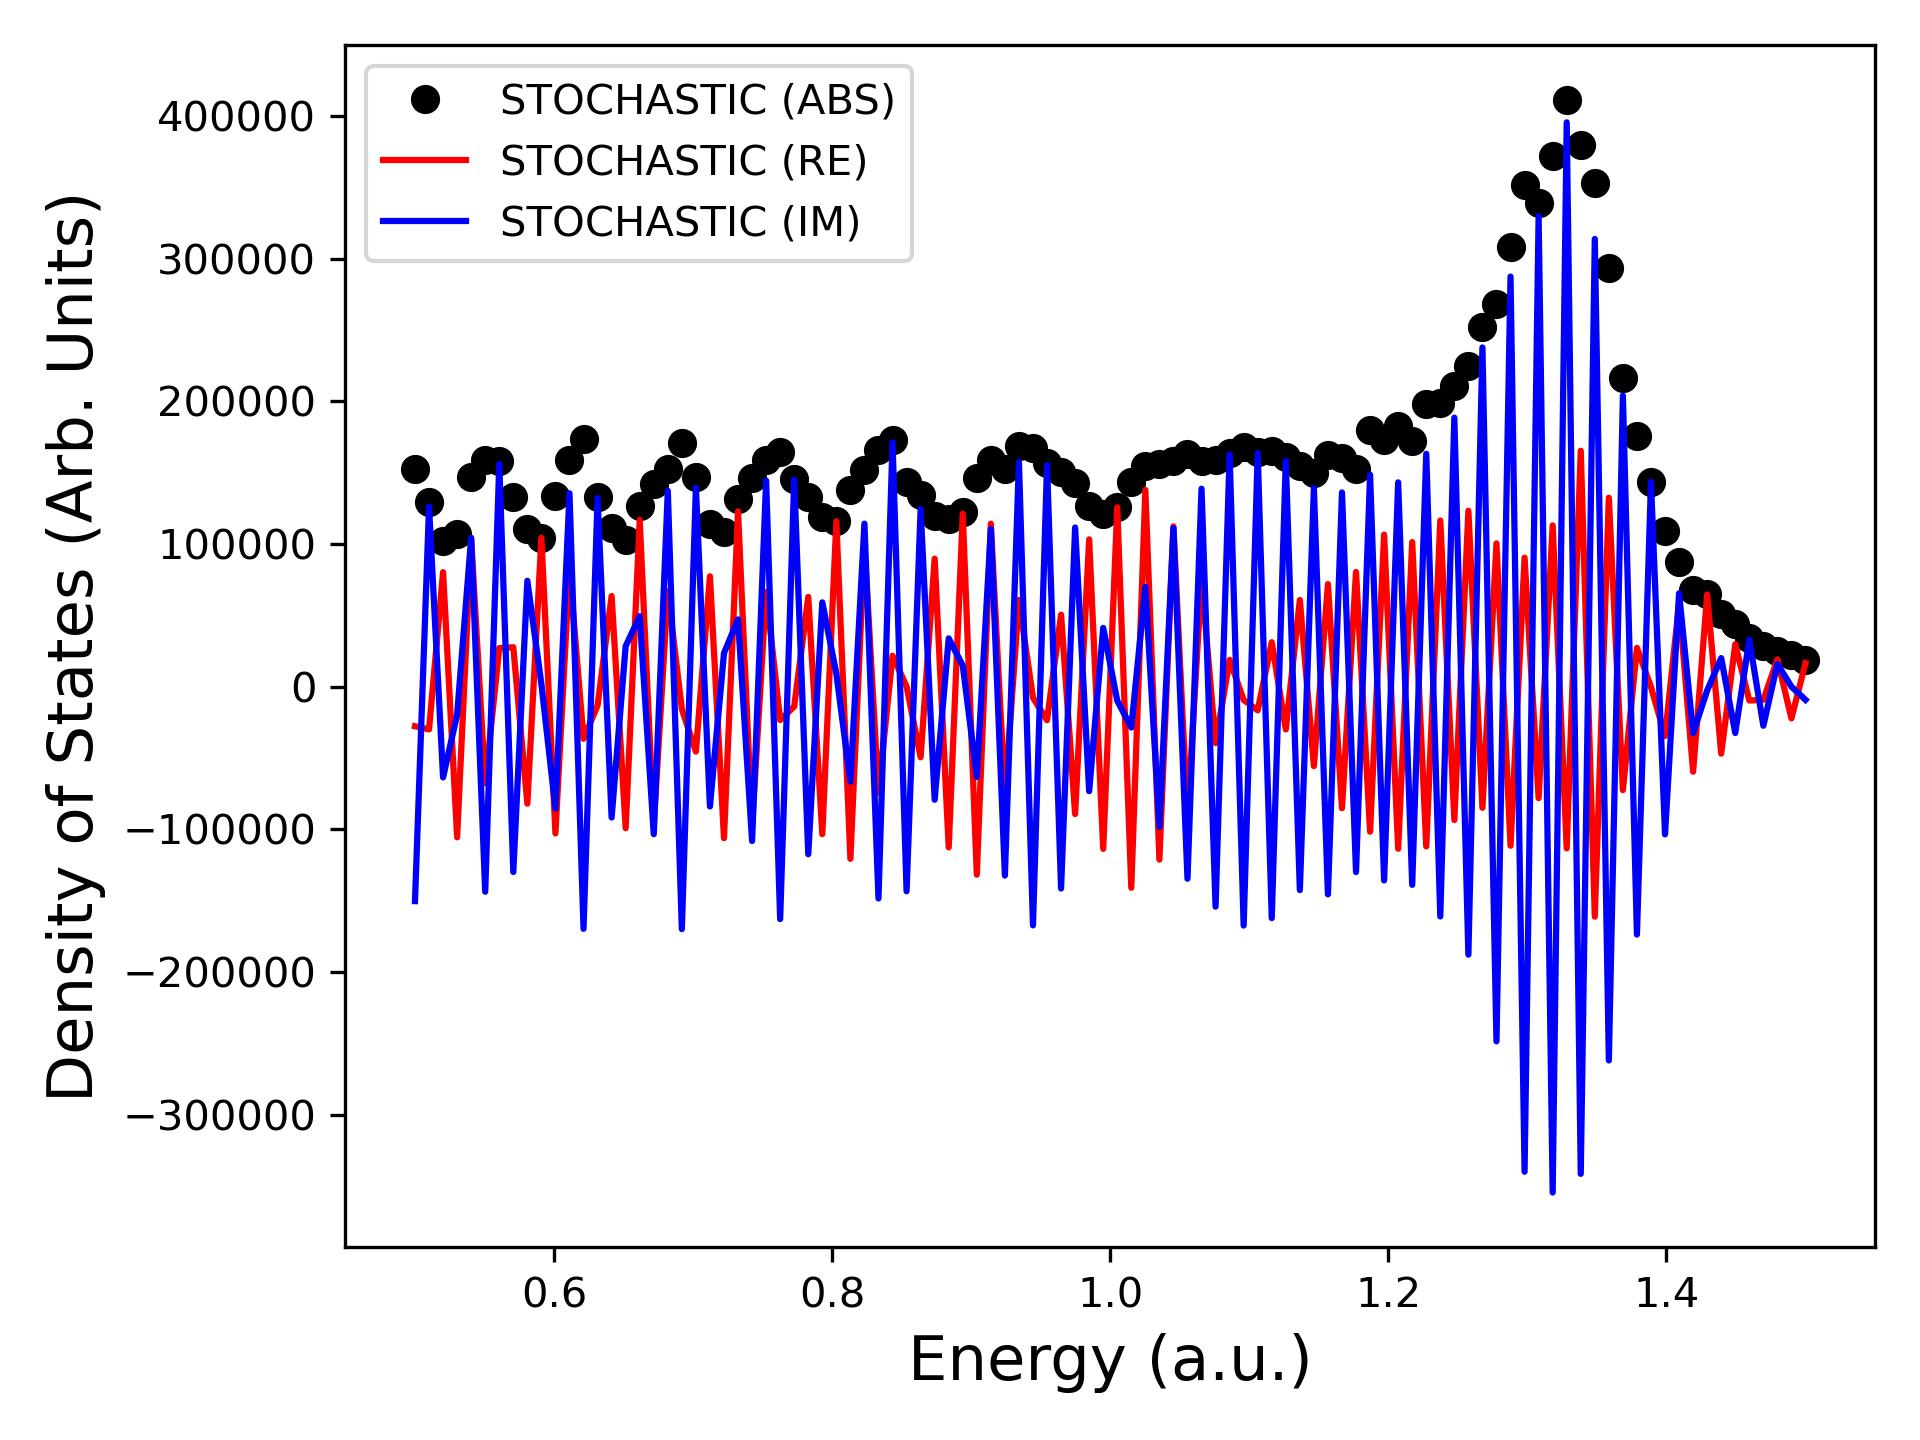 STOCHASTIC (ABS)
STOCHASTIC (RE)
STOCHASTIC (IM)
400000
300000
200000
100000
0
−100000
−200000
−300000
Density of States (Arb. Units)
0.6
0.8
1.0
1.2
1.4
Energy (a.u.)